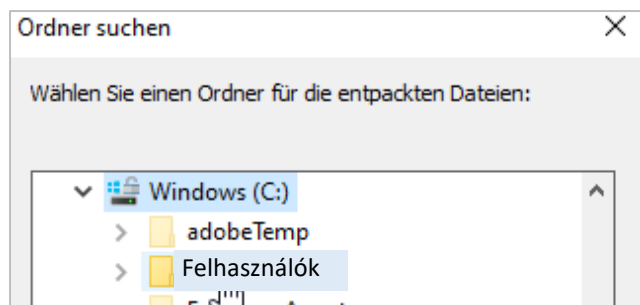 Ordner suchen
Wählen Sie einen Ordner für die entpackten Dateien:
Windows (C:)
adobeTemp
Felhasználók